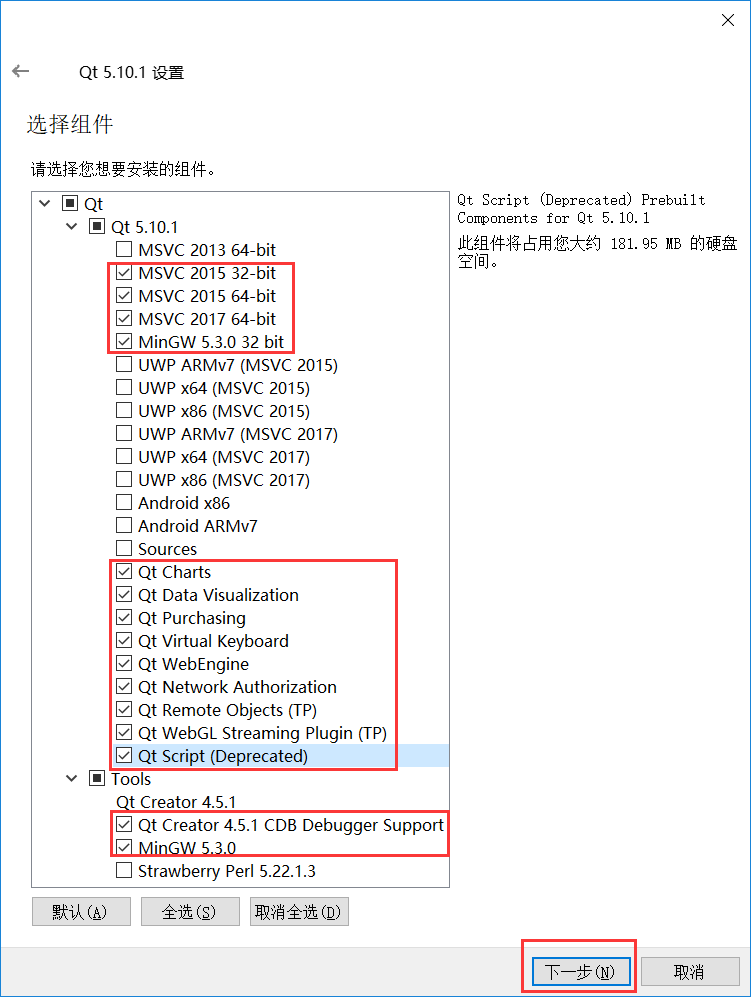 Qt 5.10.1 设置
选择组件
请选择您想要安装的组件。
Qt
Qt 5.10.1
MSVC 2013 64-bit
MSVC 2015 32-bit
MSVC 2015 64-bit
MSVC 2017 64-bit
MinGW 5.3.0 32 bit
UWP ARMv7 (MSVC 2015)
UWP x64 (MSVC 2015)
UWP x86 (MSVC 2015)
UWP ARMv7 (MSVC 2017)
UWP x64 (MSVC 2017)
UWP x86 (MSVC 2017)
Android x86
Android ARMv7
Sources
Qt Charts
Qt Data Visualization
Qt Purchasing
Qt Virtual Keyboard
Qt WebEngine
Qt Network Authorization
Qt Remote Objects (TP)
Qt WebGL Streaming Plugin (TP)
Qt Script (Deprecated)
Tools
Qt Creator 4.5.1
Qt Creator 4.5.1 CDB Debugger Support
MinGW 5.3.0
Strawberry Perl 5.22.1.3
Qt Script (Deprecated) Prebuilt
Components for Qt 5.10.1
此组件将占用您大约 181.95 MB 的硬盘
空间。
默认(A)
全选(S)
取消全选(D)
下一步(N)
取消